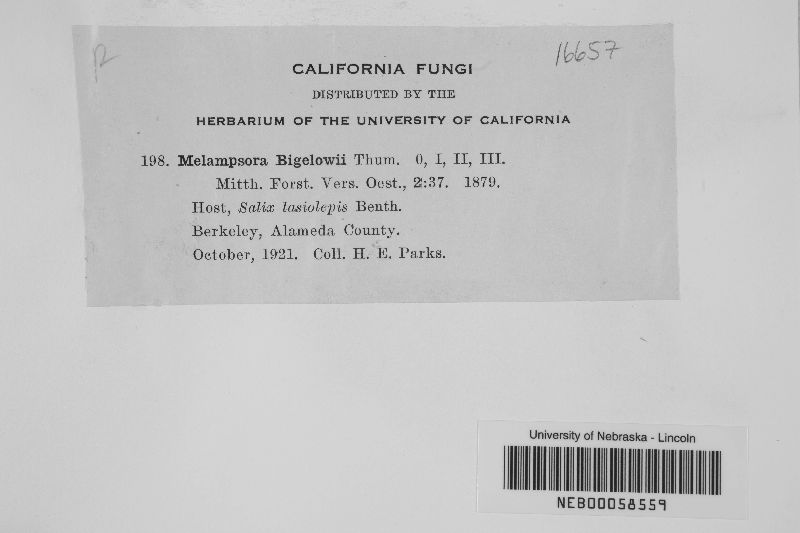 R
16657
CALIFORNIA FUNGI
DISTRIBUTED BY THE
HERBARIUM OF THE UNIVERSITY OF CALIFORNIA
198. Melampsora Bigelowii Thum. 0, I, II, III.
Mitth. Forst. Vers. Oest., 2:37. 1879.
Host, Salix lasiolepis Benth.
Berkeley, Alameda County.
October, 1921. Coll. H. E. Parks.
University of Nebraska - Lincoln
NEB00058559